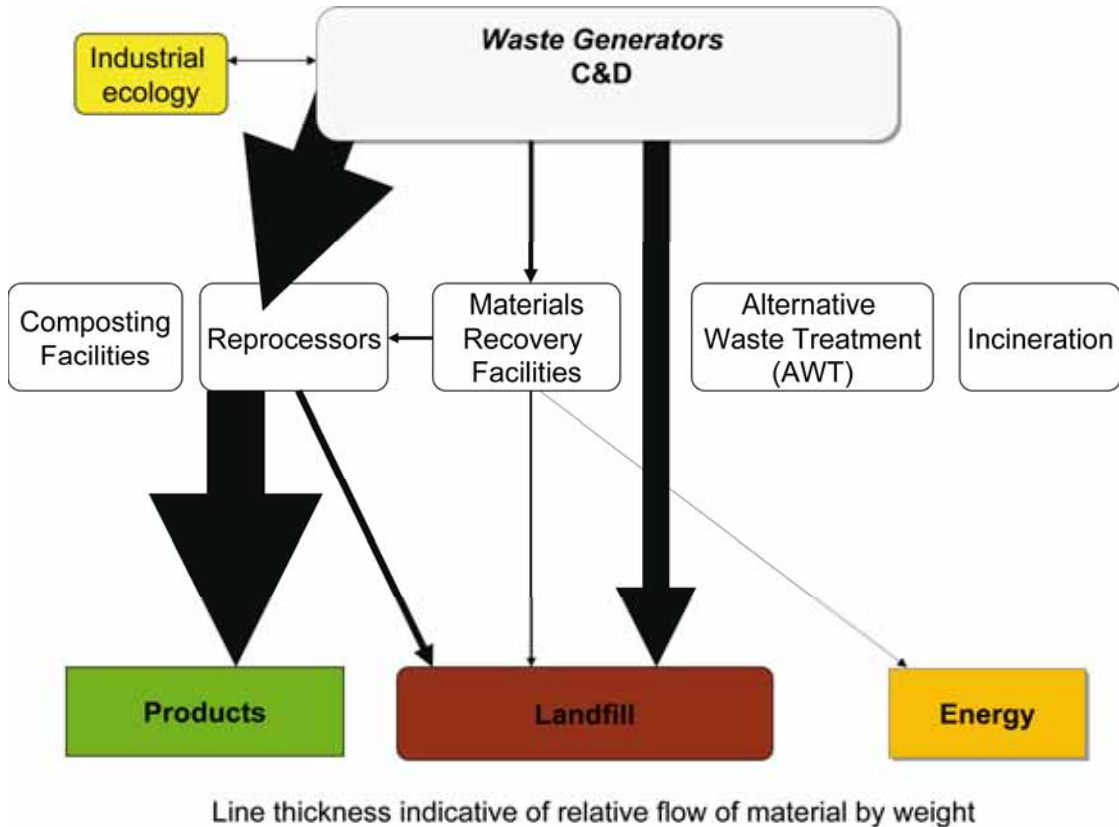 Waste Generators
C&D
Industrial
ecology
Composting
Facilities
Reprocessors
Materials
Recovery
Facilities
Alternative
Waste Treatment
(AWT)
Incineration
Products
Landfill
Energy
Line thickness indicative of relative flow of material by weight